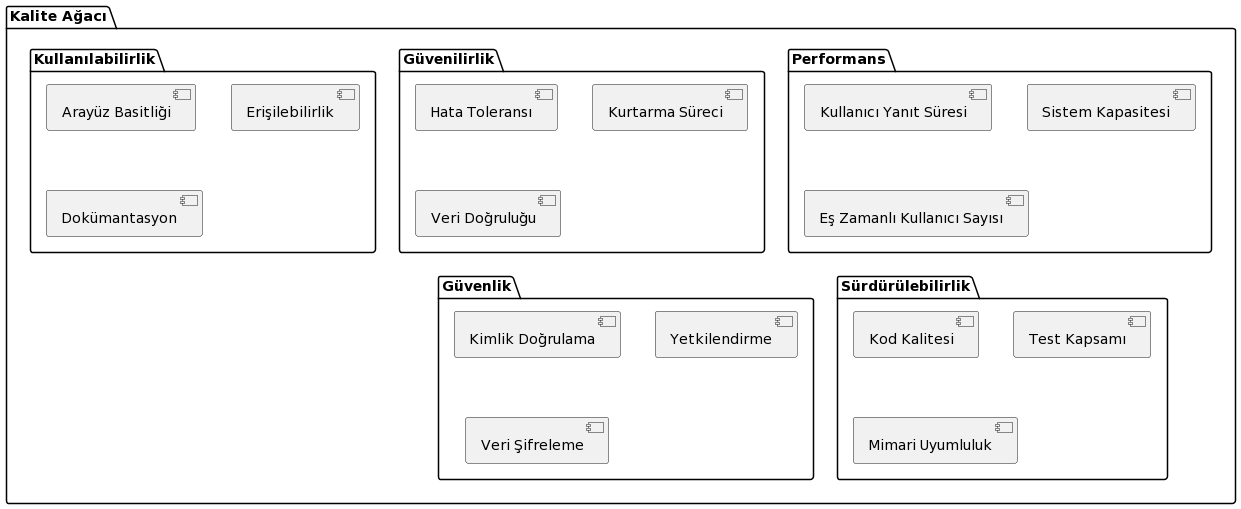 Kalite Ağacı
Kullanılabilirlik
Arayüz Basitliği
Erişilebilirlik
Dokümantasyon
Güvenilirlik
Hata Toleransı
Kurtarma Süreci
Veri Doğruluğu
Performans
Kullanıcı Yanıt Süresi
Sistem Kapasitesi
Eş Zamanlı Kullanıcı Sayısı
Güvenlik
Kimlik Doğrulama
Yetkilendirme
Veri Şifreleme
Sürdürülebilirlik
Kod Kalitesi
Test Kapsamı
Mimari Uyumluluk